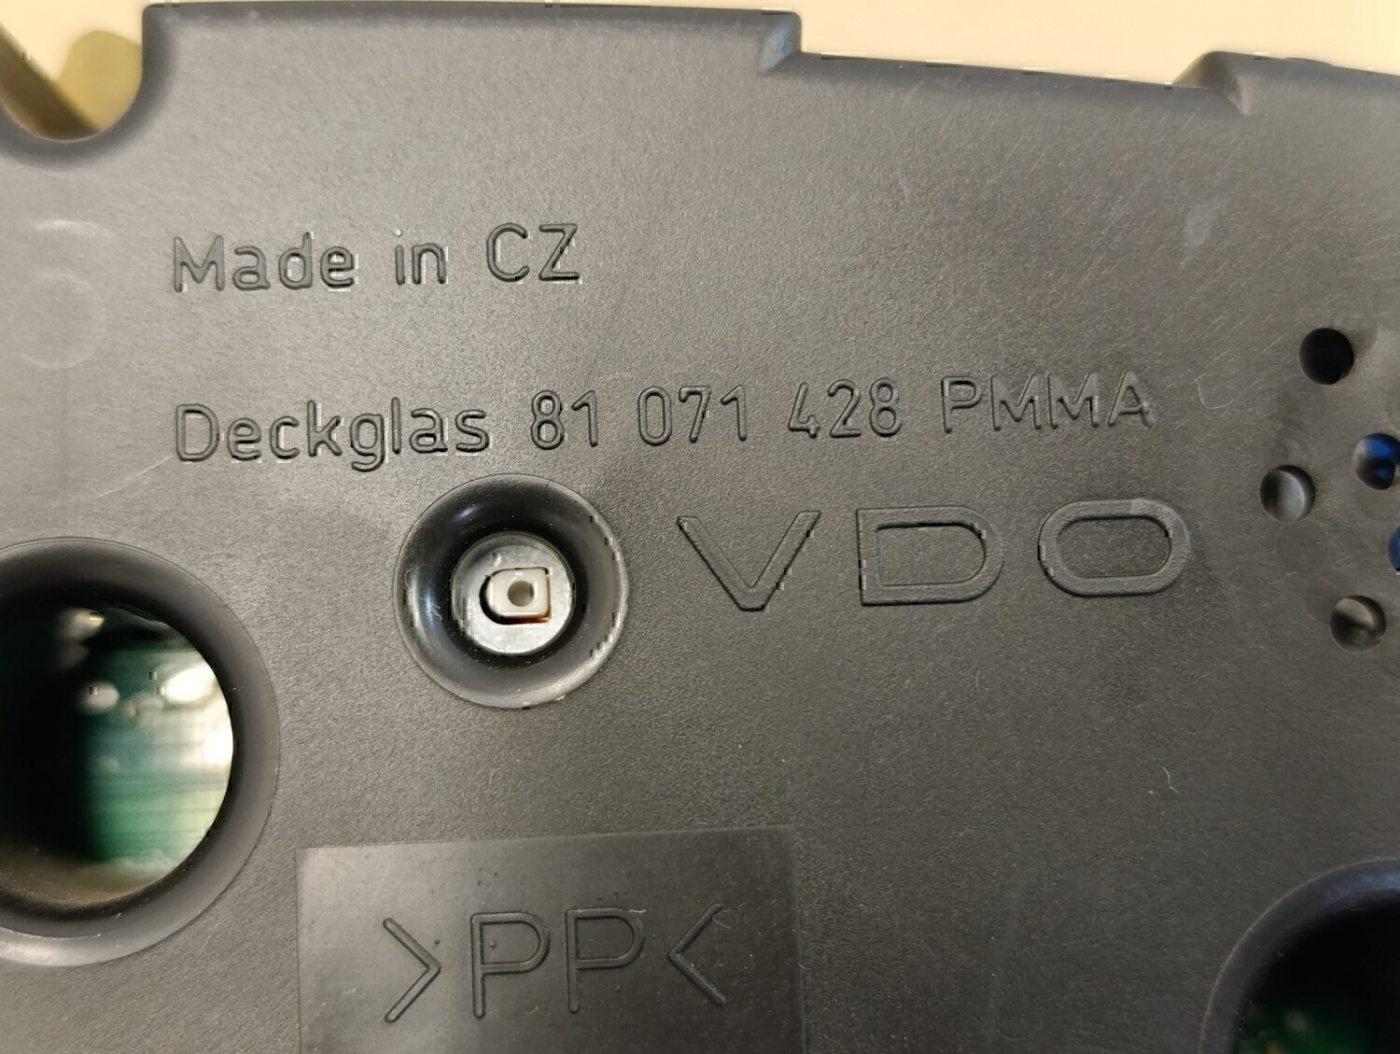 Made in CZ
Deckglas 81 071 428 PMMA
VDO
>PP<